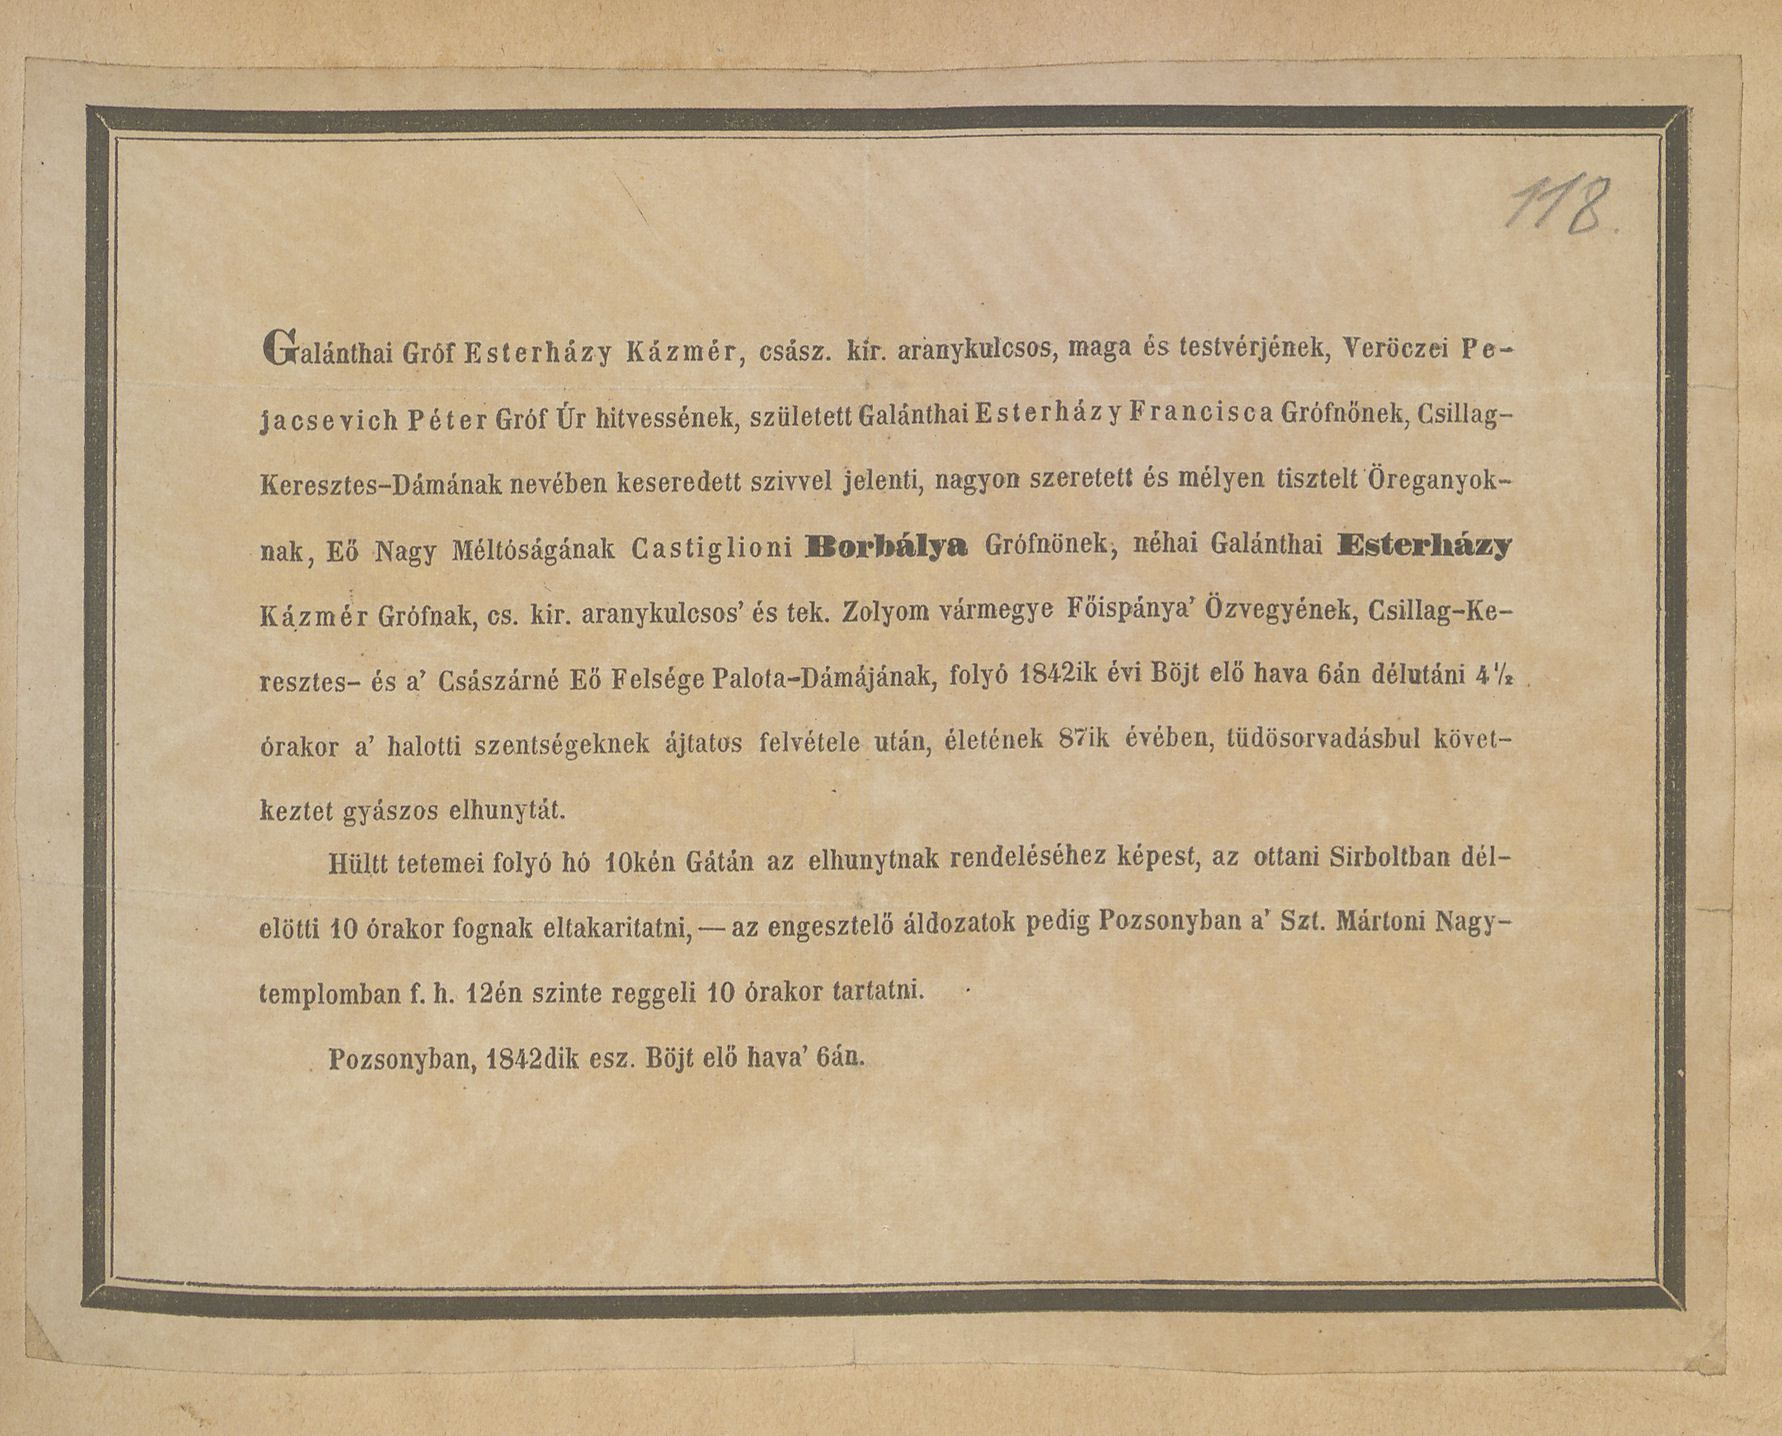 118.
Galánthai Gróf Esterházy Kázmér, csász. kir. aranykulcsos, maga és testvérjének, Veröczei Pe-
jacsevich Péter Gróf Úr hitvessének, született Galánthai Esterházy Francisca Grófnőnek, Csillag-
Keresztes-Dámának nevében keseredett szivvel jelenti, nagyon szeretett és mélyen tisztelt Öreganyok-
nak, Eő Nagy Méltóságának Castiglioni Borbálya Grófnönek, néhai Galánthai Esterházy
Kázmér Grófnak, cs. kir. aranykulcsos' és tek. Zolyom vármegye Főispánya' Özvegyének, Csillag-Ke-
resztes- és a' Császárné Eő Felsége Palota-Dámájának, folyó 1842ik évi Böjt elő hava 6án délutáni 4½
órakor a' halotti szentségeknek ájtatos felvétele után, életének 87ik évében, tüdösorvadásbul követ-
keztet gyászos elhunytát.
Hültt tetemei folyó hó 10kén Gátán az elhunytnak rendeléséhez képest, az ottani Sirboltban dél-
elötti 10 órakor fognak eltakaritatni, — az engesztelő áldozatok pedig Pozsonyban a' Szt. Mártoni Nagy-
templomban f. h. 12én szinte reggeli 10 órakor tartatni.
Pozsonyban, 1842dik esz. Böjt elő hava' 6án.